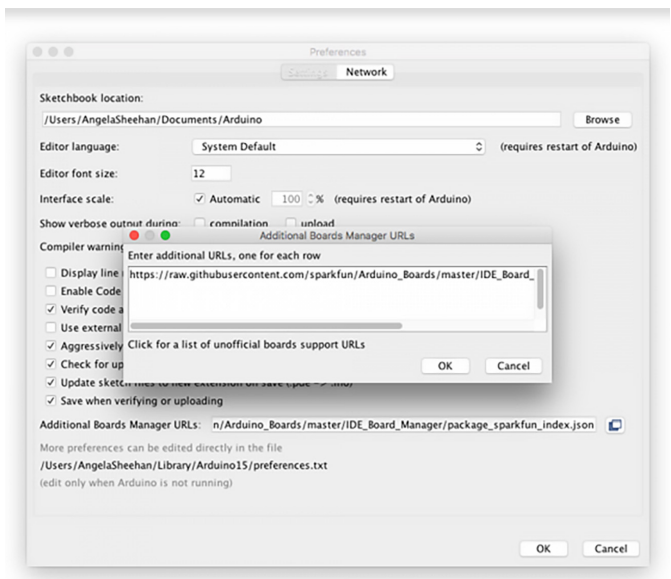 Preferences
Settings Network
Sketchbook location:
/Users/AngelaSheehan/Documents/Arduino Browse
Editor language: System Default (requires restart of Arduino)
Editor font size: 12
Interface scale: Automatic 100 % (requires restart of Arduino)
Show verbose output during: compilation upload
Additional Boards Manager URLs
Compiler warning
Enter additional URLs, one for each row
https://raw.githubusercontent.com/sparkfun/Arduino_Boards/master/IDE_Board_
Display line
Enable Code
Verify code a
Use external
Aggressively
Click for a list of unofficial boards support URLs
Check for up
OK Cancel
Update sketch files to new extension on save (.pde -> .ino)
Save when verifying or uploading
Additional Boards Manager URLs: n/Arduino_Boards/master/IDE_Board_Manager/package_sparkfun_index.json
More preferences can be edited directly in the file
/Users/AngelaSheehan/Library/Arduino15/preferences.txt
(edit only when Arduino is not running)
OK Cancel